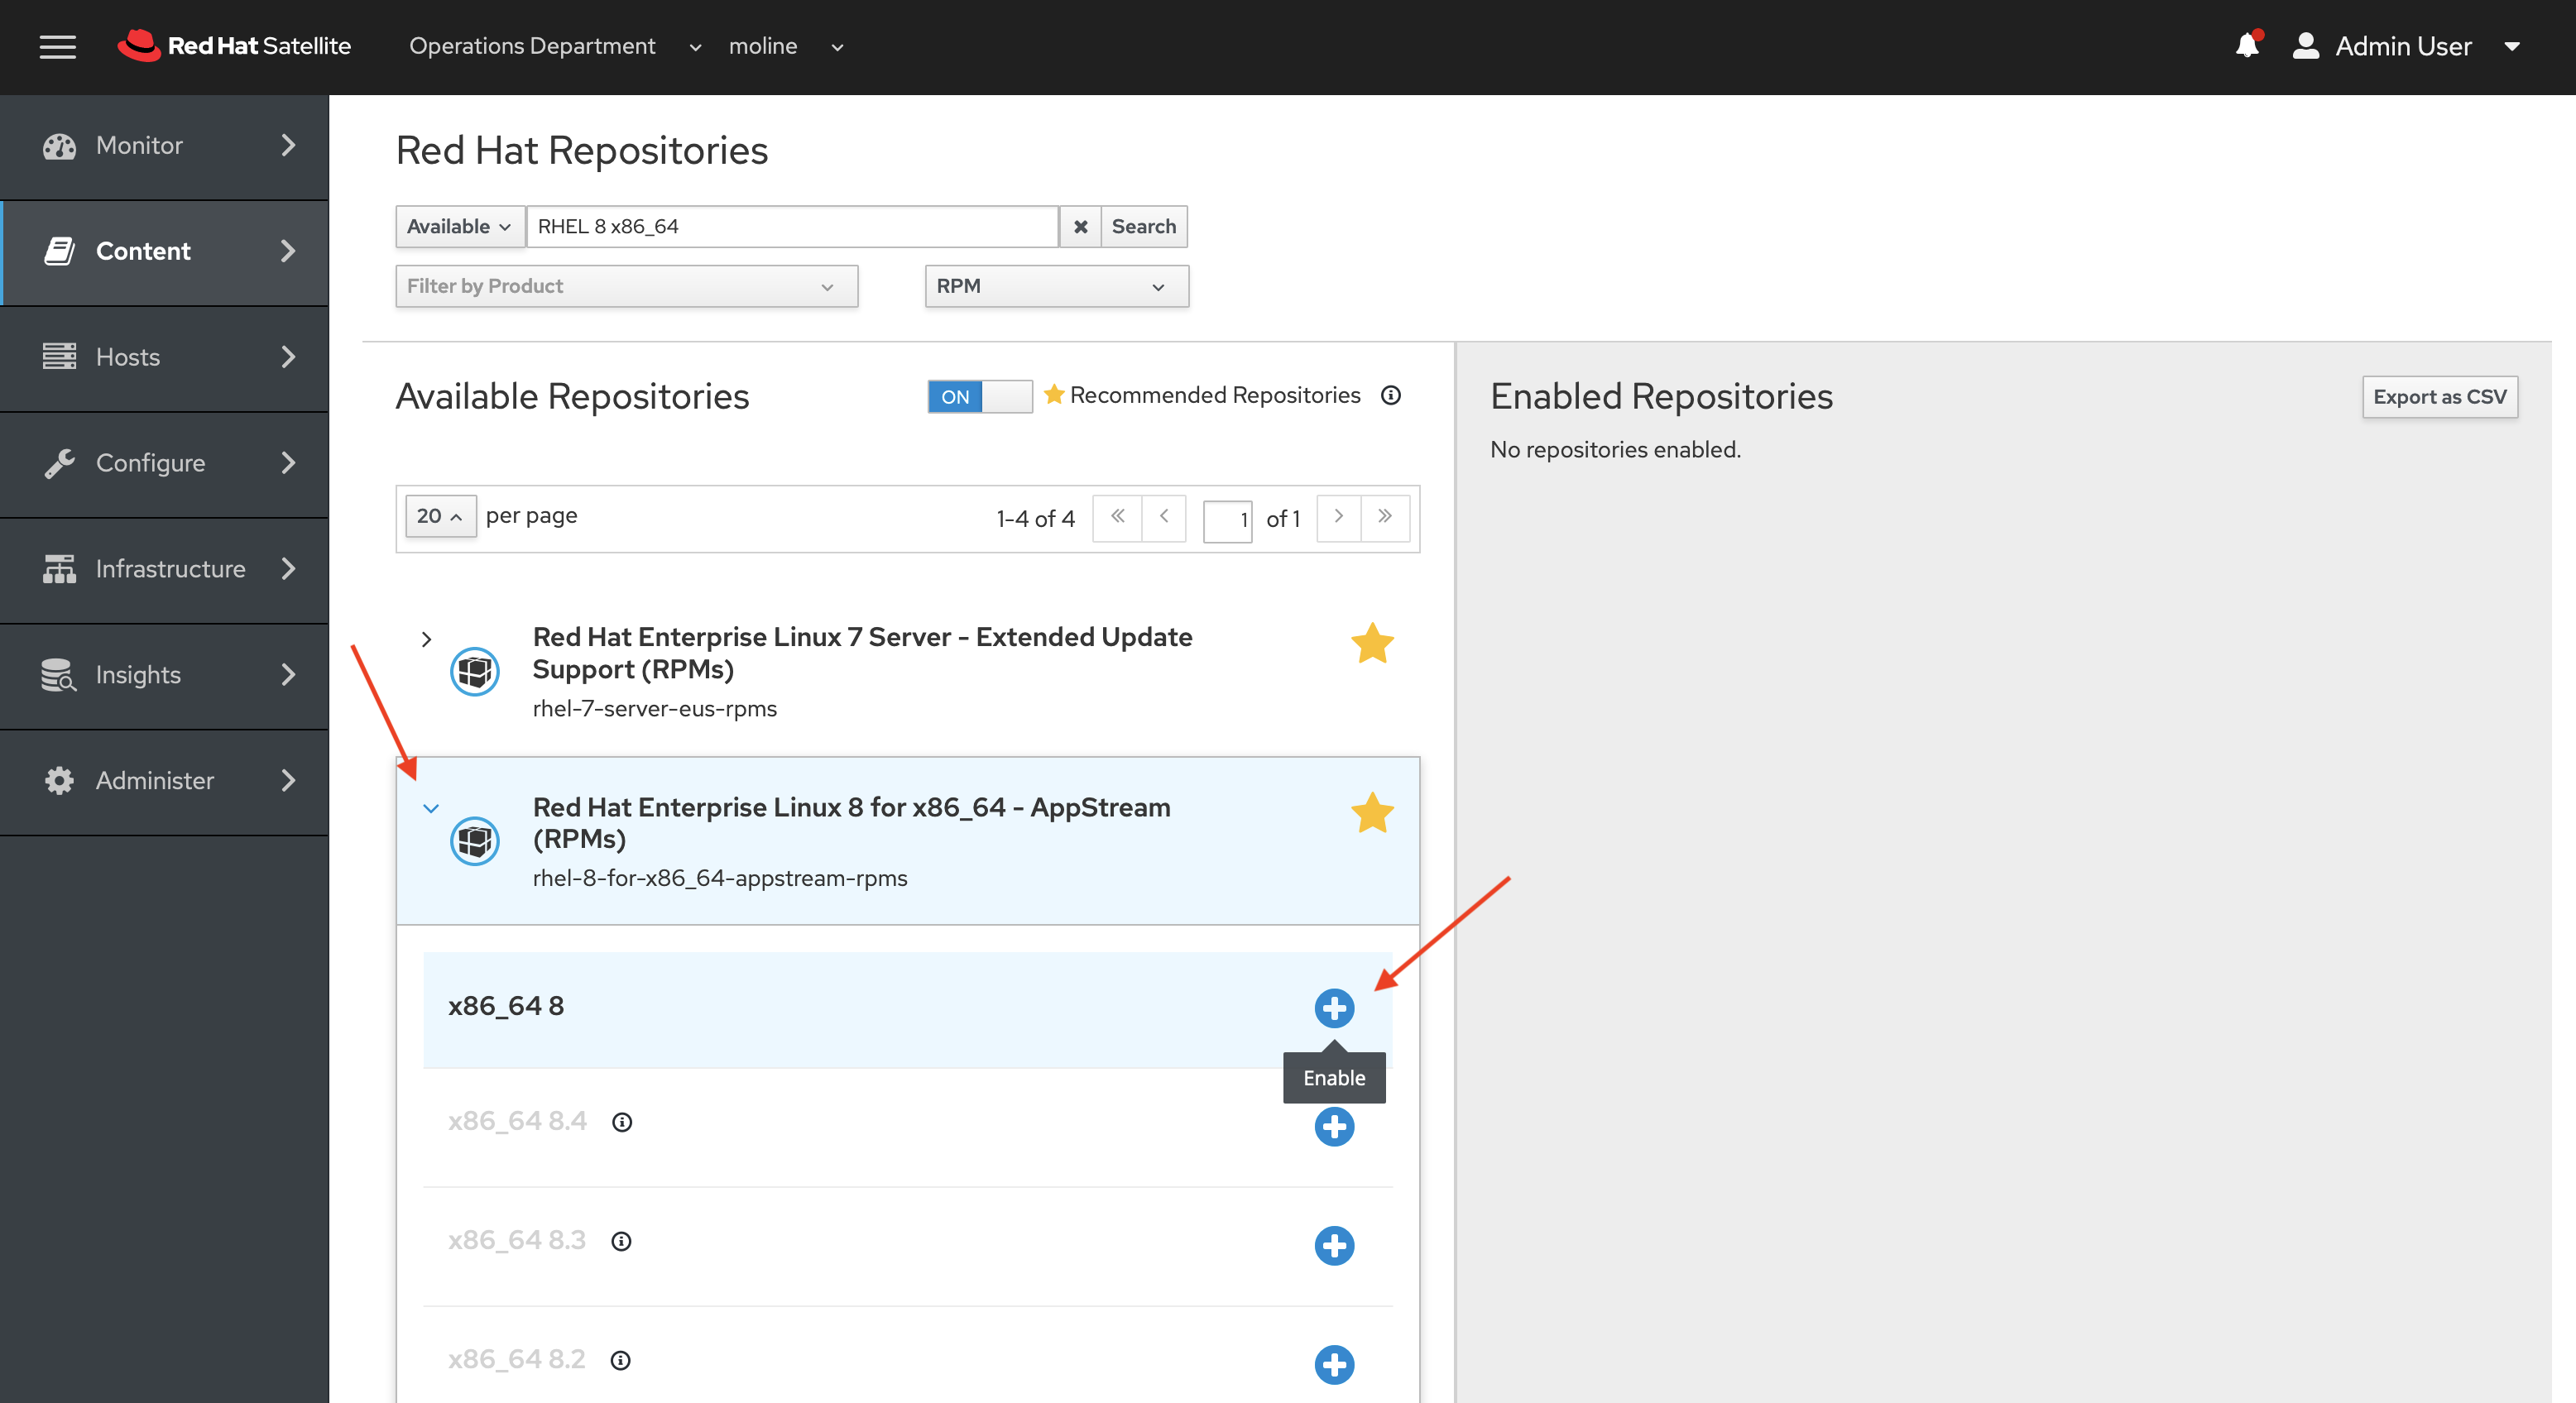 Red Hat Satellite
Operations Department
moline
Admin User
Monitor
Content
Hosts
Configure
Infrastructure
Insights
Administer
Red Hat Repositories
Available
RHEL 8 x86_64
Search
Filter by Product
RPM
Available Repositories
ON
Recommended Repositories
20 per page
1-4 of 4
1 of 1
Red Hat Enterprise Linux 7 Server - Extended Update
Support (RPMs)
rhel-7-server-eus-rpms
Red Hat Enterprise Linux 8 for x86_64 - AppStream
(RPMs)
rhel-8-for-x86_64-appstream-rpms
x86_64 8
Enable
x86_64 8.4
x86_64 8.3
x86_64 8.2
Enabled Repositories
Export as CSV
No repositories enabled.